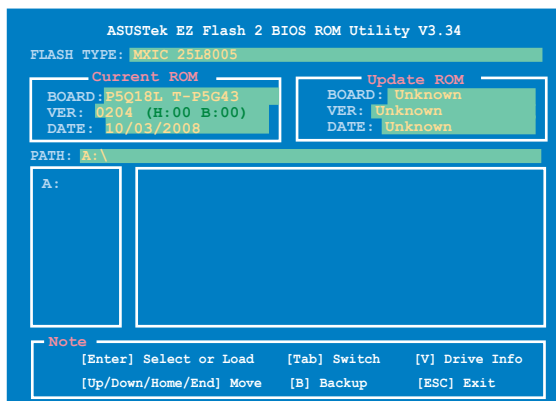 ASUSTek EZ Flash 2 BIOS ROM Utility V3.34
FLASH TYPE: MXIC 25L8005
Current ROM
BOARD: P5Q18L T-P5G43
VER: 0204 (H:00 B:00)
DATE: 10/03/2008
Update ROM
BOARD: Unknown
VER: Unknown
DATE: Unknown
PATH: A:\
A:
Note
[Enter] Select or Load [Tab] Switch [V] Drive Info
[Up/Down/Home/End] Move [B] Backup [ESC] Exit